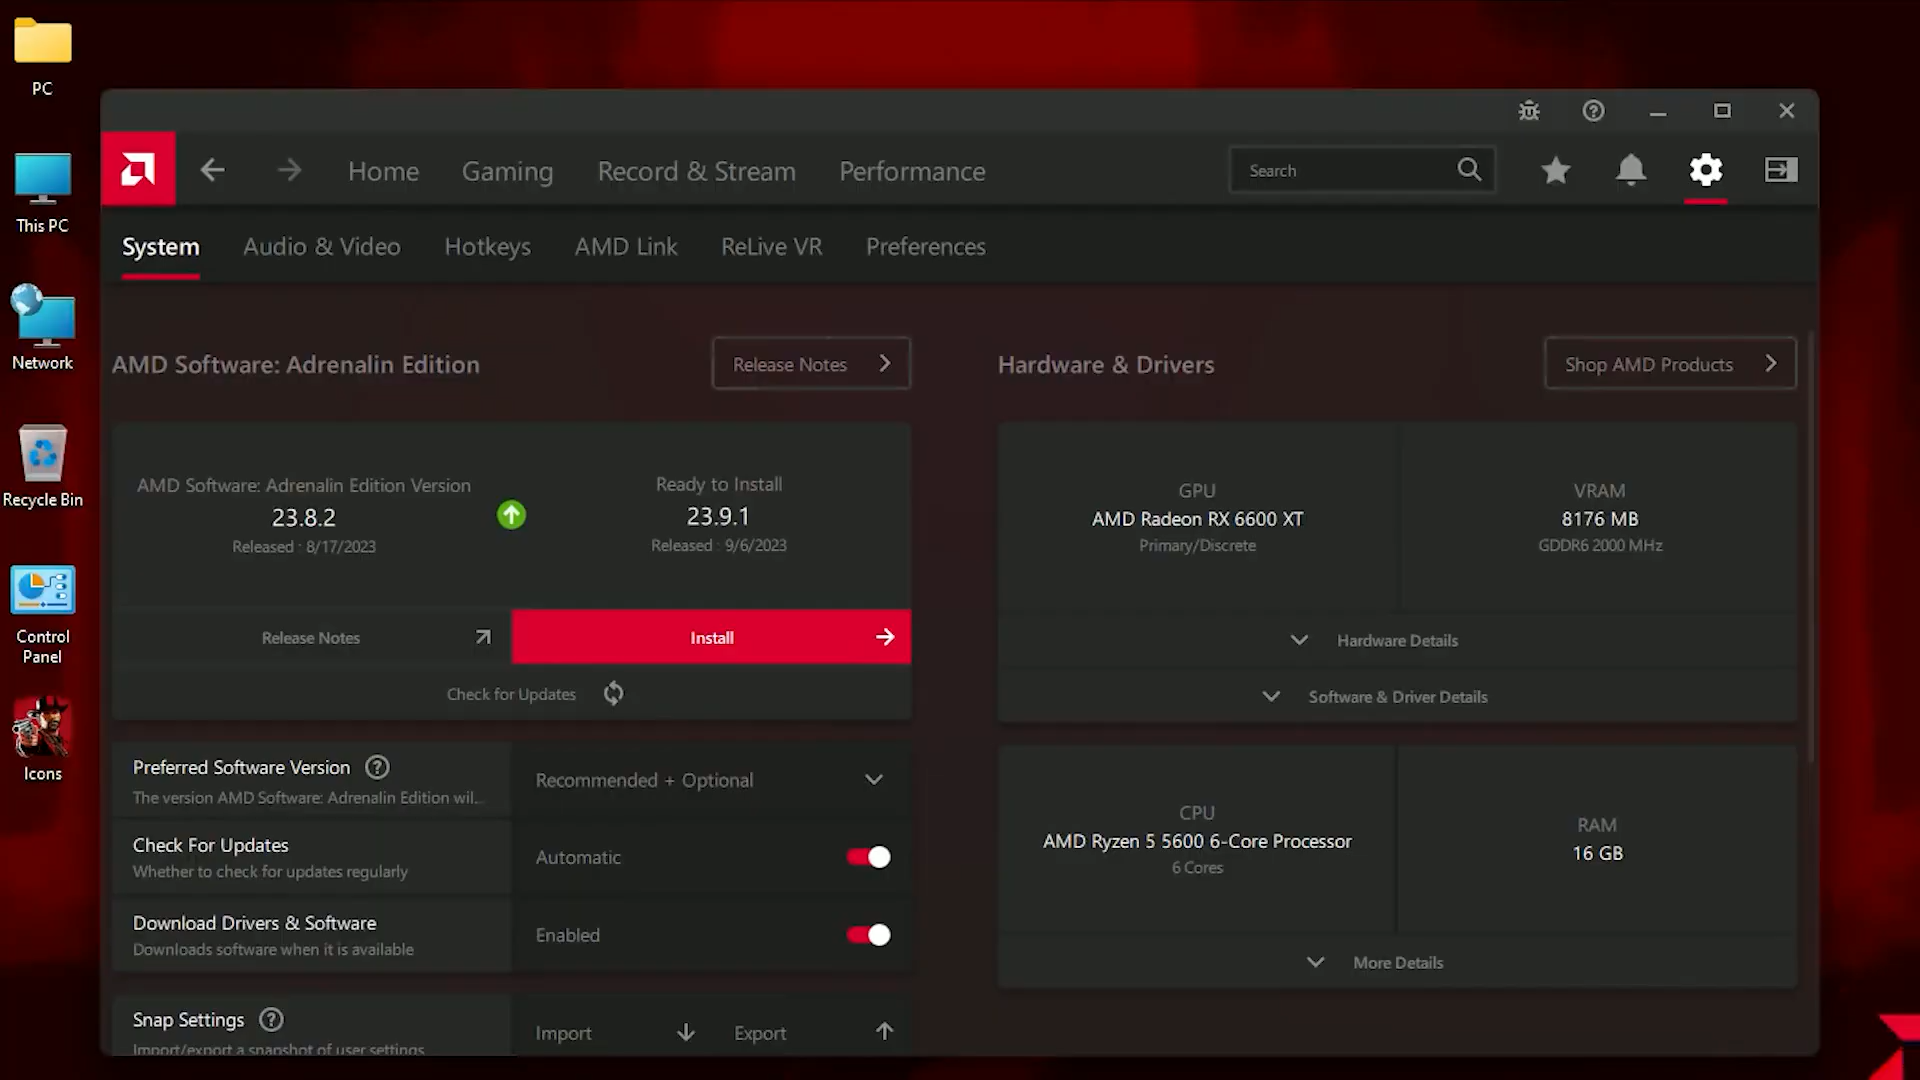 PC
This PC
Network
Recycle Bin
Control
Panel
Icons
Home
Gaming
Record & Stream
Performance
Search
System
Audio & Video
Hotkeys
AMD Link
ReLive VR
Preferences
AMD Software: Adrenalin Edition
Release Notes
AMD Software: Adrenalin Edition Version
23.8.2
Released : 8/17/2023
Ready to Install
23.9.1
Released : 9/6/2023
Release Notes
Install
Check for Updates
Preferred Software Version
The version AMD Software: Adrenalin Edition wil...
Recommended + Optional
Check For Updates
Whether to check for updates regularly
Automatic
Download Drivers & Software
Downloads software when it is available
Enabled
Snap Settings
Import/export a snapshot of user settings
Import
Export
Hardware & Drivers
Shop AMD Products
GPU
AMD Radeon RX 6600 XT
Primary/Discrete
VRAM
8176 MB
GDDR6 2000 MHz
Hardware Details
Software & Driver Details
CPU
AMD Ryzen 5 5600 6-Core Processor
6 Cores
RAM
16 GB
More Details